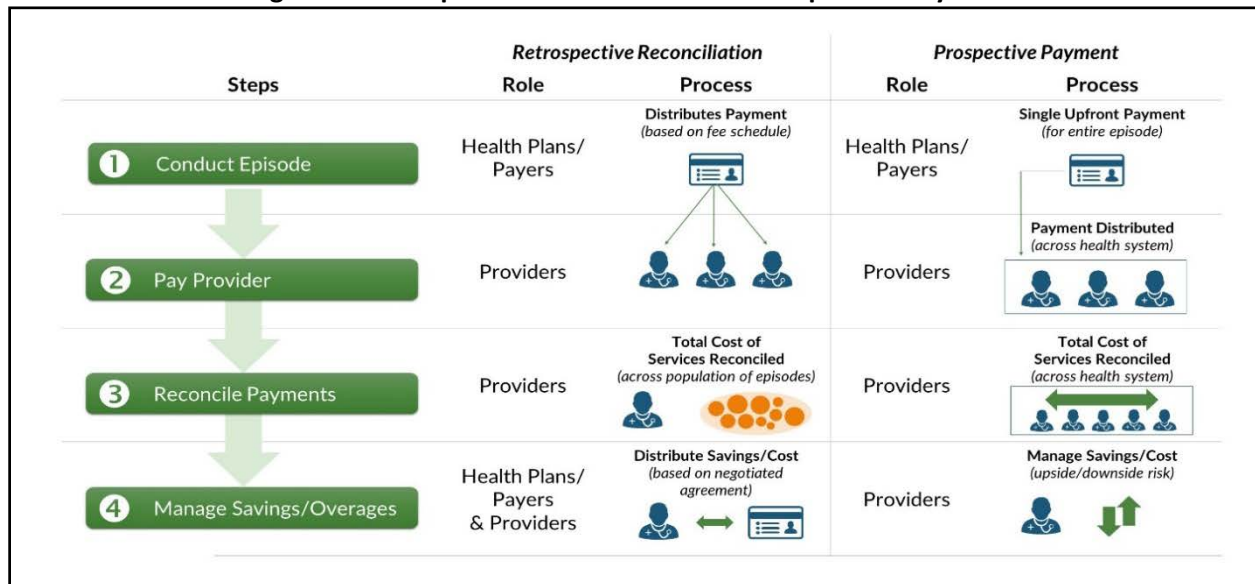 Retrospective Reconciliation
Prospective Payment
Steps
Role
Process
Role
Process
1 Conduct Episode
Health Plans/
Payers
Distributes Payment
(based on fee schedule)
Health Plans/
Payers
Single Upfront Payment
(for entire episode)
2 Pay Provider
Providers
Providers
Payment Distributed
(across health system)
3 Reconcile Payments
Providers
Total Cost of
Services Reconciled
(across population of episodes)
Providers
Total Cost of
Services Reconciled
(across health system)
4 Manage Savings/Overages
Health Plans/
Payers
& Providers
Distribute Savings/Cost
(based on negotiated
agreement)
Providers
Manage Savings/Cost
(upside/downside risk)